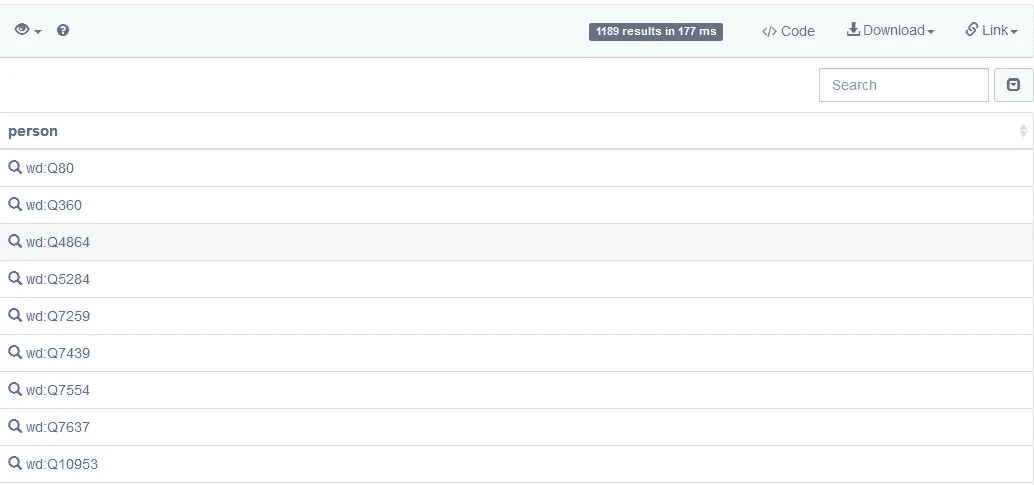 1189 results in 177 ms </> Code Download Link
Search
person
wd:Q80
wd:Q360
wd:Q4864
wd:Q5284
wd:Q7259
wd:Q7439
wd:Q7554
wd:Q7637
wd:Q10953